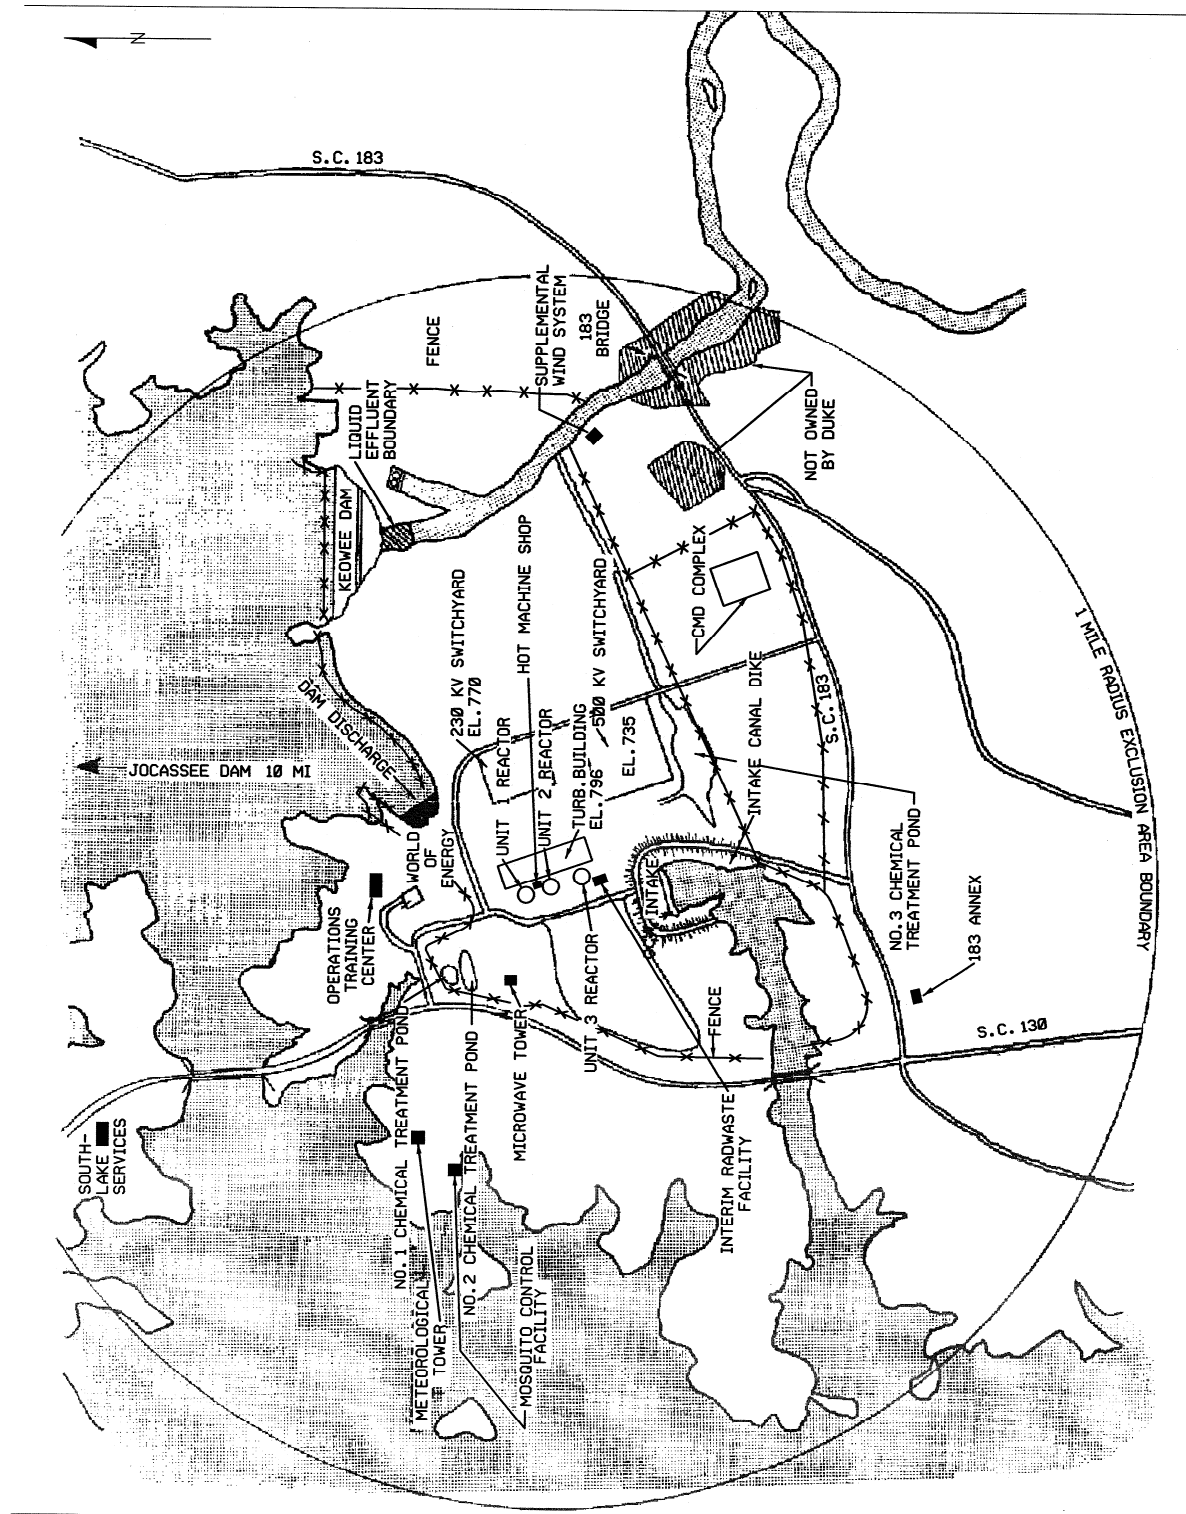 N
S.C. 183
FENCE
SUPPLEMENTAL
WIND SYSTEM
183
BRIDGE
LIQUID
EFFLUENT
BOUNDARY
NOT OWNED
BY DUKE
KEOWEE DAM
CMD COMPLEX
HOT MACHINE SHOP
230 KV SWITCHYARD
EL.770
500 KV SWITCHYARD
EL.735
1 MILE RADIUS EXCLUSION AREA BOUNDARY
DAM DISCHARGE
JOCASSEE DAM 10 MI
S.C. 183
UNIT 1 REACTOR
UNIT 2 REACTOR
TURB.BUILDING
EL.796
INTAKE CANAL DIKE
WORLD
OF
ENERGY
NO.3 CHEMICAL
TREATMENT POND
INTAKE
OPERATIONS
TRAINING
CENTER
183 ANNEX
UNIT 3 REACTOR
FENCE
S.C. 130
NO.1 CHEMICAL TREATMENT POND
NO.2 CHEMICAL TREATMENT POND
MICROWAVE TOWER
INTERIM RADWASTE
FACILITY
SOUTH-
LAKE
SERVICES
METEOROLOGICAL
TOWER
MOSQUITO CONTROL
FACILITY